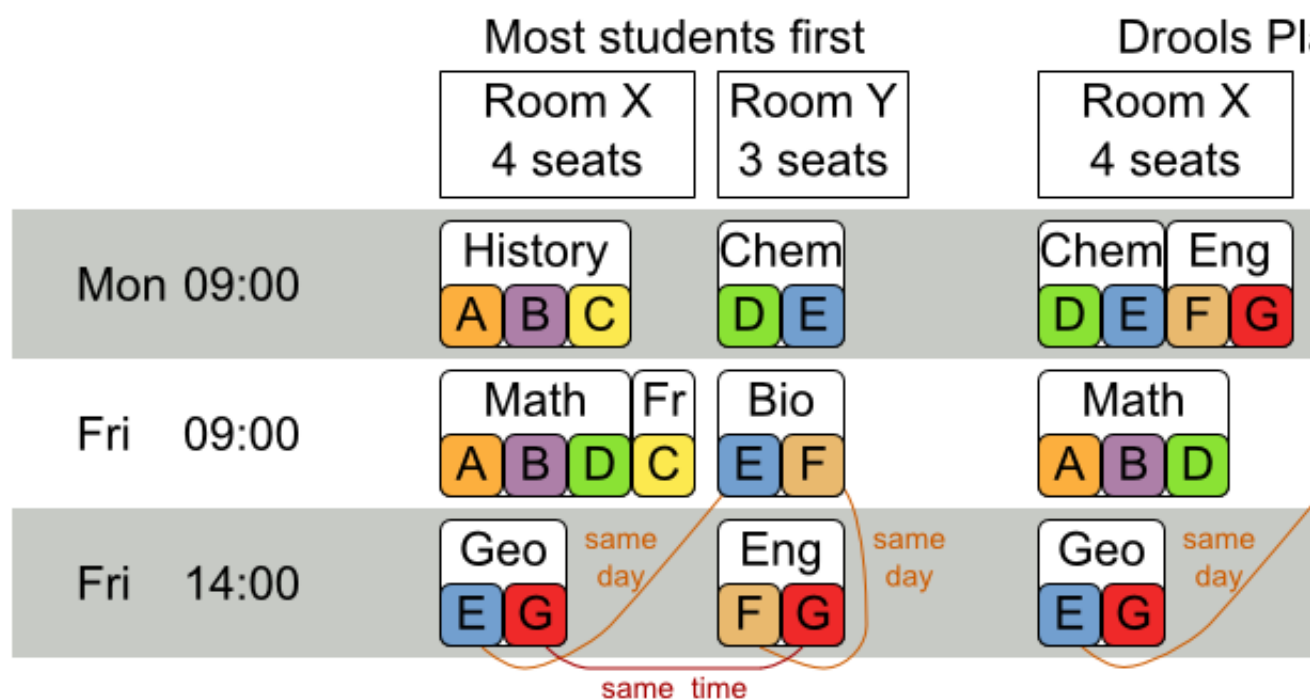 Most students first
Drools Pla
Room X
4 seats
Room Y
3 seats
Room X
4 seats
Mon 09:00
History
A B C
Chem
D E
Chem Eng
D E F G
Fri 09:00
Math Fr
A B D C
Bio
E F
Math
A B D
Fri 14:00
Geo
E G
same
day
Eng
F G
same
day
Geo
E G
same
day
same time